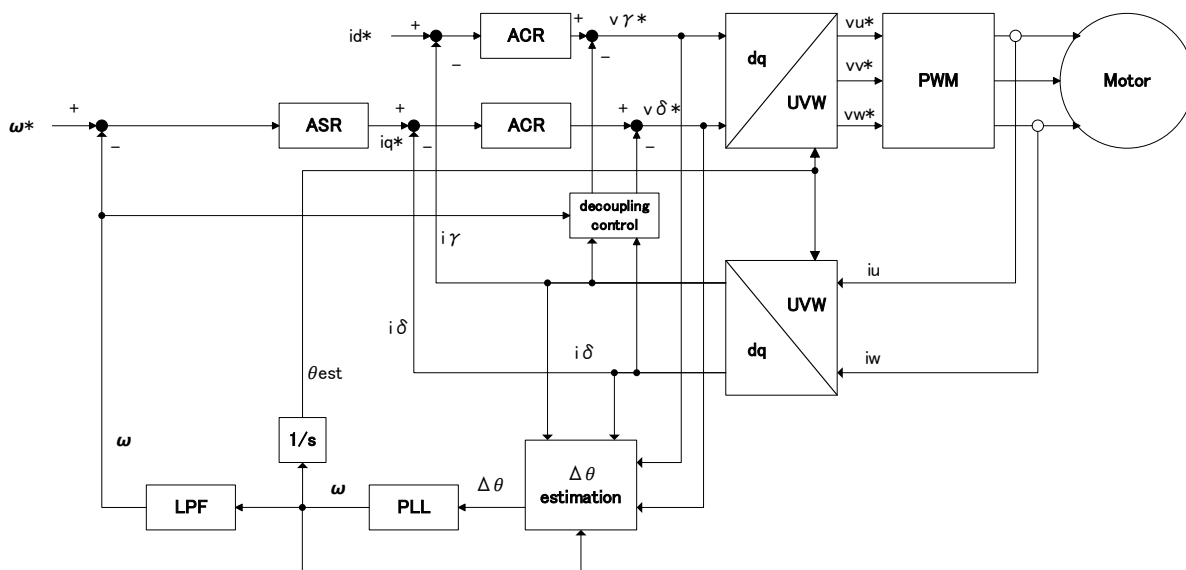 + + vγ* vu*
id* ACR dq
− − vv* PWM Motor
+ + + vδ* UVW
ω* ASR ACR vw*
− iq* − −
decoupling
control
iγ
iu
UVW
iδ iδ dq
iw
θest
ω 1/s
Δθ
ω Δθ estimation
LPF PLL